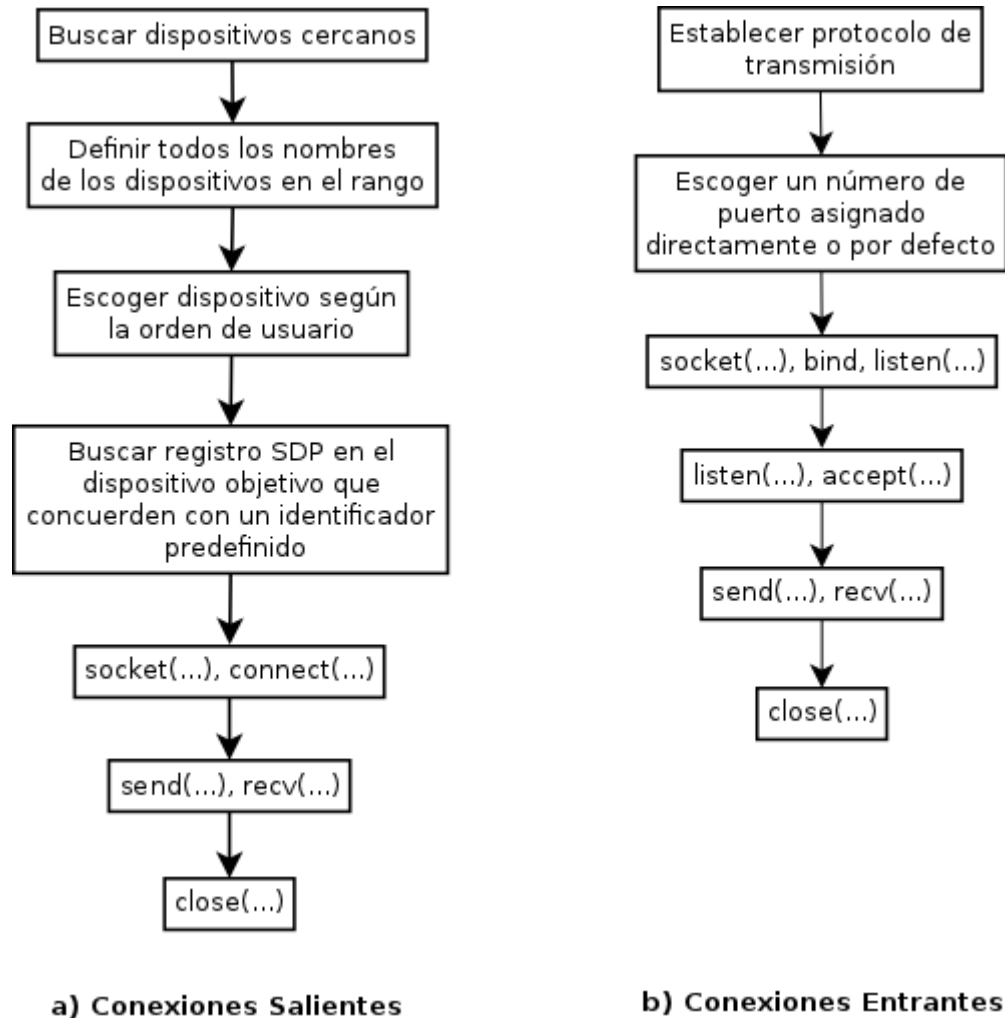 Buscar dispositivos cercanos
Definir todos los nombres
de los dispositivos en el rango
Escoger dispositivo según
la orden de usuario
Buscar registro SDP en el
dispositivo objetivo que
concuerden con un identificador
predefinido
socket(...), connect(...)
send(...), recv(...)
close(...)
a) Conexiones Salientes
Establecer protocolo de
transmisión
Escoger un número de
puerto asignado
directamente o por defecto
socket(...), bind, listen(...)
listen(...), accept(...)
send(...), recv(...)
close(...)
b) Conexiones Entrantes